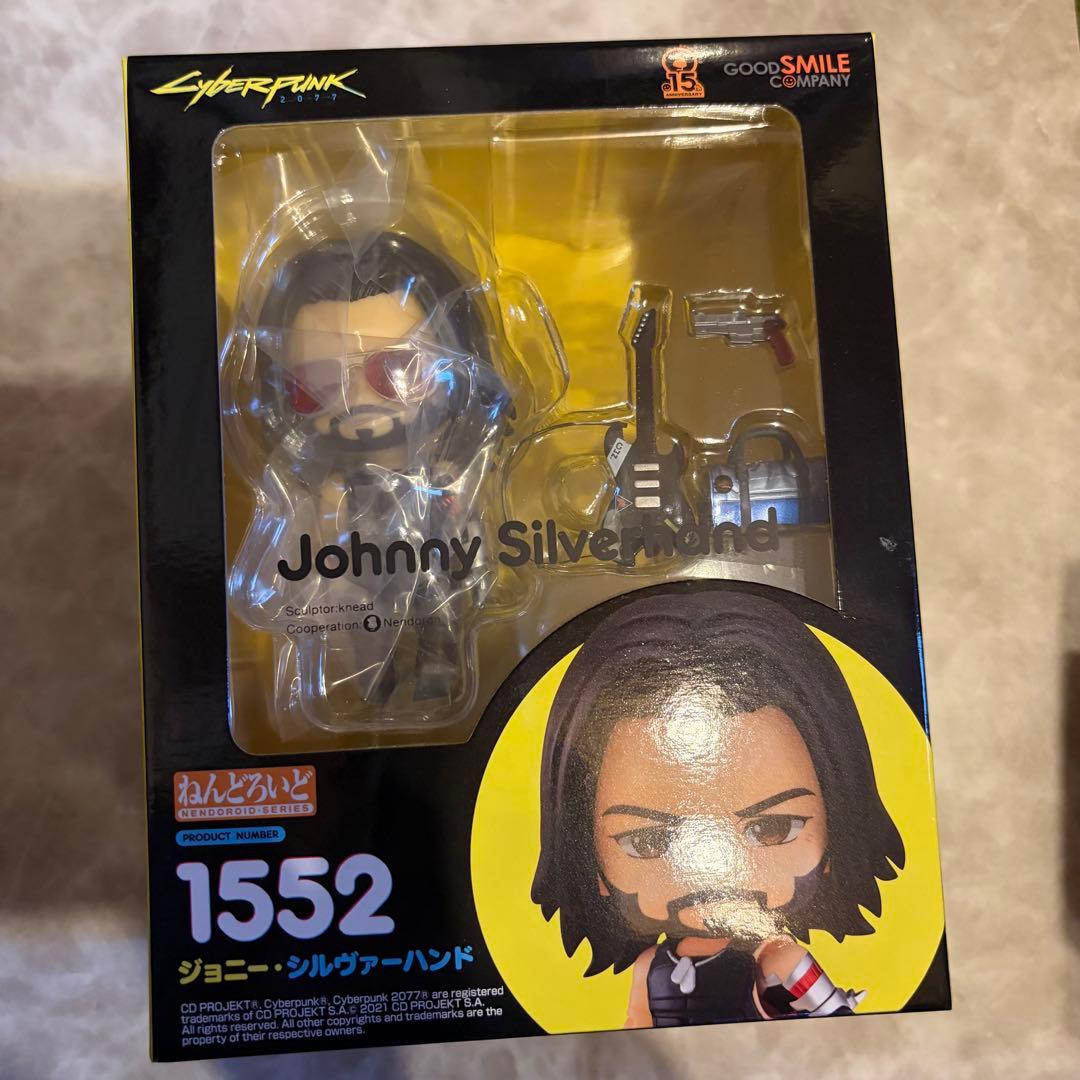 Cyberpunk
2077
15
ANNIVERSARY
GOOD SMILE
COMPANY
Johnny Silverhand
Sculptor:knead
Cooperation: Nendoron
ねんどろいど
NENDOROID·SERIES
PRODUCT NUMBER
1552
ジョニー・シルヴァーハンド
CD PROJEKT®, Cyberpunk®, Cyberpunk 2077® are registered
trademarks of CD PROJEKT S.A.© 2021 CD PROJEKT S.A.
All rights reserved. All other copyrights and trademarks are the
property of their respective owners.